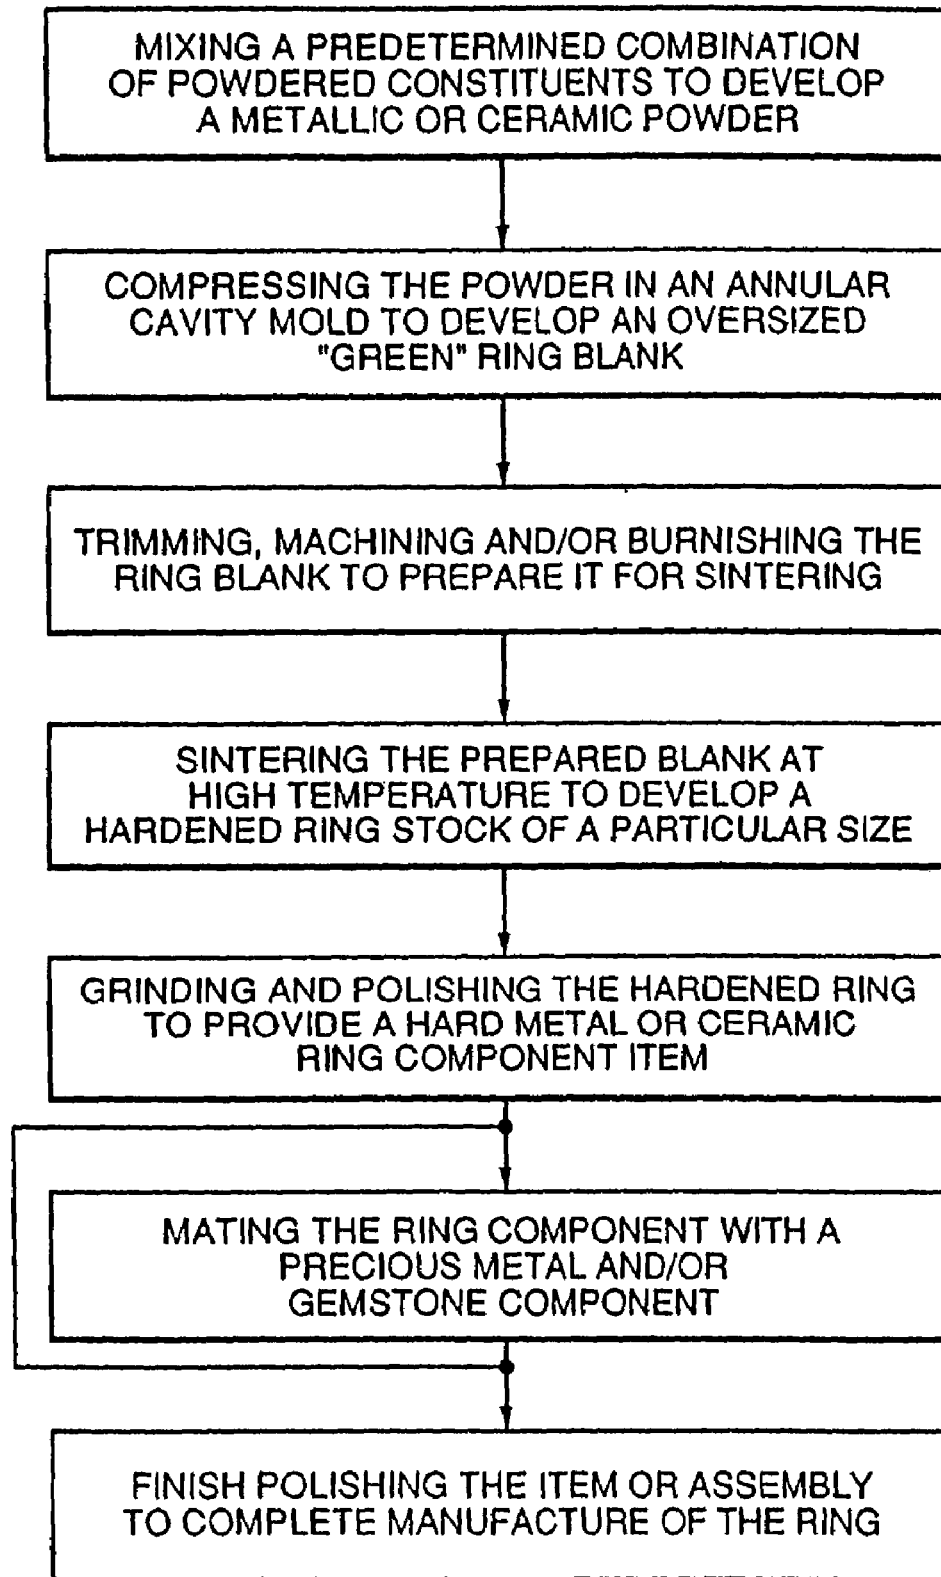 MIXING A PREDETERMINED COMBINATION
OF POWDERED CONSTITUENTS TO DEVELOP
A METALLIC OR CERAMIC POWDER
COMPRESSING THE POWDER IN AN ANNULAR
CAVITY MOLD TO DEVELOP AN OVERSIZED
"GREEN" RING BLANK
TRIMMING, MACHINING AND/OR BURNISHING THE
RING BLANK TO PREPARE IT FOR SINTERING
SINTERING THE PREPARED BLANK AT
HIGH TEMPERATURE TO DEVELOP A
HARDENED RING STOCK OF A PARTICULAR SIZE
GRINDING AND POLISHING THE HARDENED RING
TO PROVIDE A HARD METAL OR CERAMIC
RING COMPONENT ITEM
MATING THE RING COMPONENT WITH A
PRECIOUS METAL AND/OR
GEMSTONE COMPONENT
FINISH POLISHING THE ITEM OR ASSEMBLY
TO COMPLETE MANUFACTURE OF THE RING